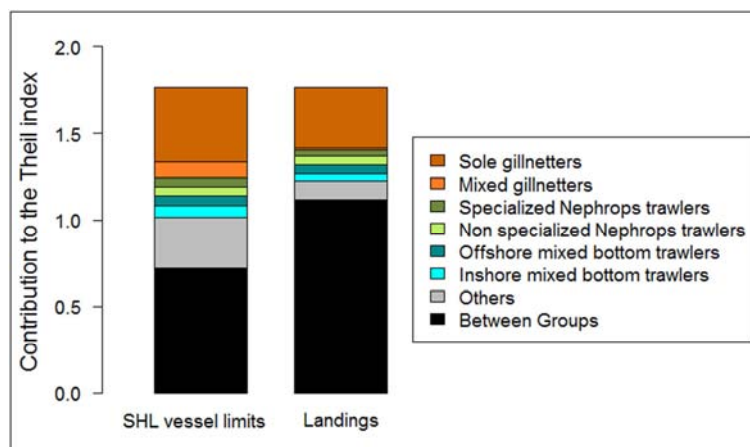 Contribution to the Theil index
2.0
1.5
1.0
0.5
0.0
SHL vessel limits
Landings
Sole gillnetters
Mixed gillnetters
Specialized Nephrops trawlers
Non specialized Nephrops trawlers
Offshore mixed bottom trawlers
Inshore mixed bottom trawlers
Others
Between Groups